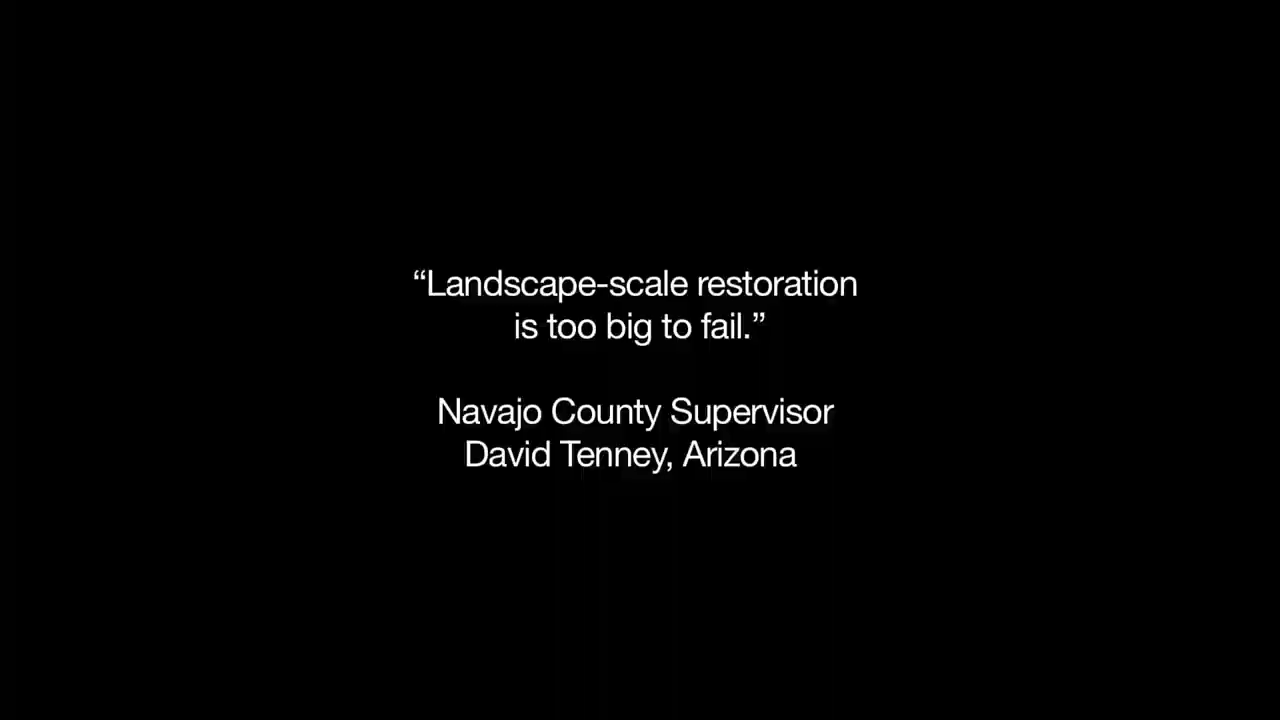 “Landscape-scale restoration
is too big to fail.”
Navajo County Supervisor
David Tenney, Arizona